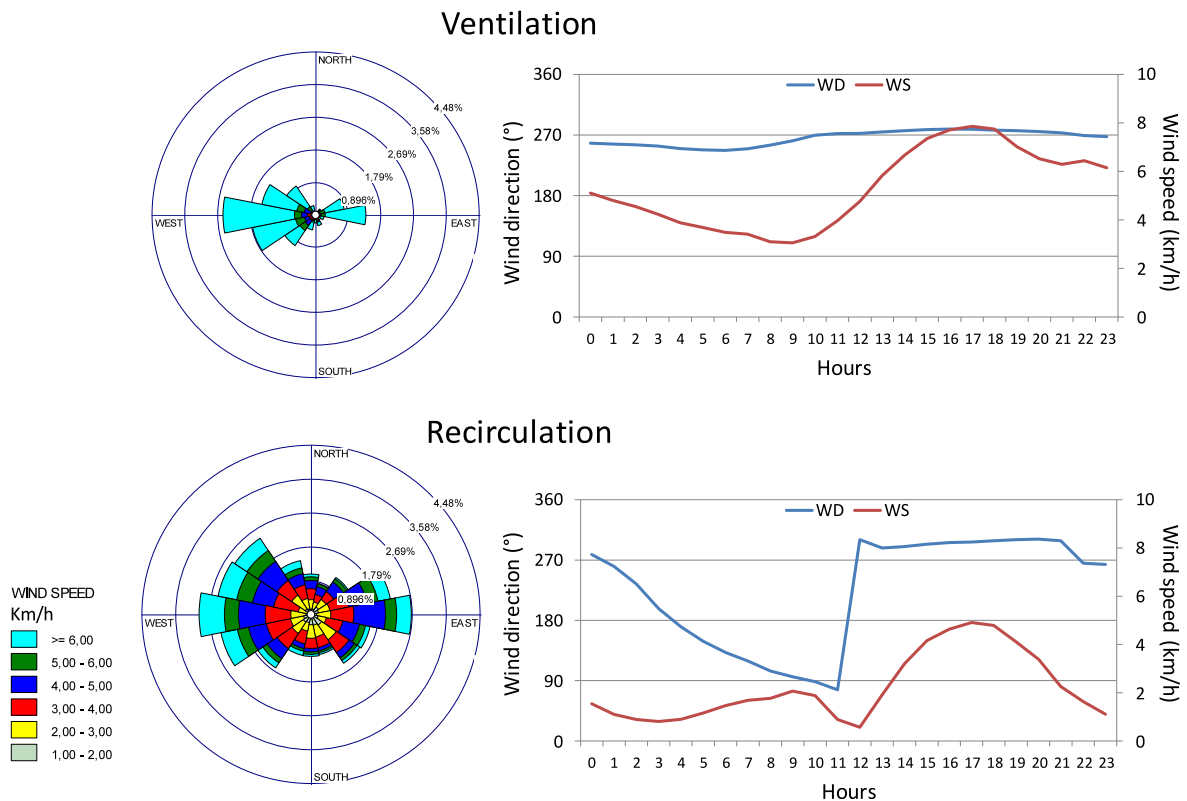 Ventilation
NORTH
4,48%
3,58%
2,69%
1,79%
0,896%
WEST
EAST
SOUTH
360
270
180
90
0
Wind direction (°)
WD
WS
10
8
6
4
2
0
Wind speed (km/h)
0 1 2 3 4 5 6 7 8 9 10 11 12 13 14 15 16 17 18 19 20 21 22 23
Hours
Recirculation
NORTH
4,48%
3,58%
2,69%
1,79%
0,896%
WEST
EAST
SOUTH
WIND SPEED
Km/h
>= 6,00
5,00 - 6,00
4,00 - 5,00
3,00 - 4,00
2,00 - 3,00
1,00 - 2,00
360
270
180
90
0
Wind direction (°)
WD
WS
10
8
6
4
2
0
Wind speed (km/h)
0 1 2 3 4 5 6 7 8 9 10 11 12 13 14 15 16 17 18 19 20 21 22 23
Hours